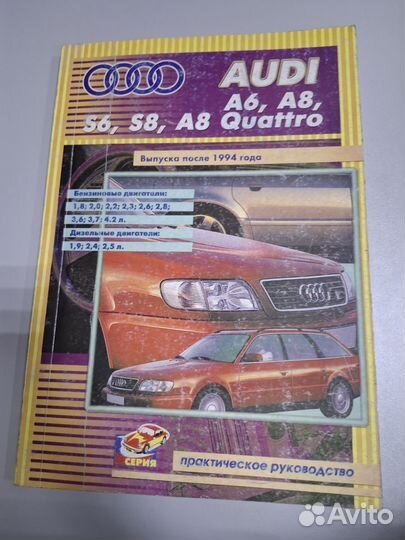 AUDI
A6, A8,
S6, S8, A8 Quattro
Выпуска после 1994 года
Бензиновые двигатели:
1,8; 2,0; 2,2; 2,3; 2,6; 2,8;
3,6; 3,7; 4.2 л.
Дизельные двигатели:
1,9; 2,4; 2,5 л.
СЕРИЯ
практическое руководство
Avito